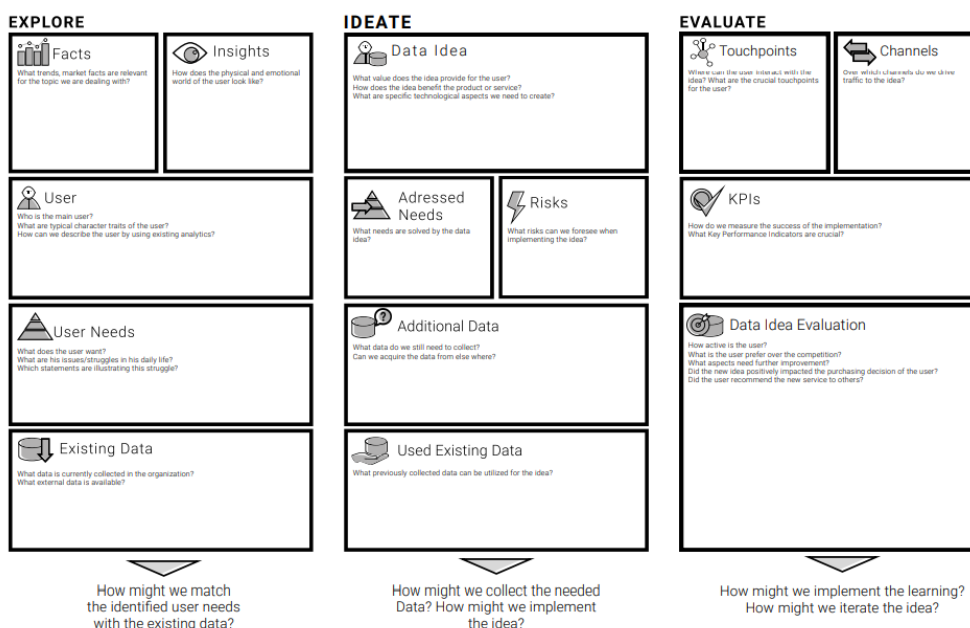 EXPLORE
Facts
What trends, market facts are relevant
for the topic we are dealing with?
Insights
How does the physical and emotional
world of the user look like?
User
Who is the main user?
What are typical character traits of the user?
How can we describe the user by using existing analytics?
User Needs
What does the user want?
What are his issues/struggles in his daily life?
Which statements are illustrating this struggle?
Existing Data
What data is currently collected in the organization?
What external data is available?
How might we match
the identified user needs
with the existing data?
IDEATE
Data Idea
What value does the idea provide for the user?
How does the idea benefit the product or service?
What are specific technological aspects we need to create?
Adressed
Needs
What needs are solved by the data
idea?
Risks
What risks can we foresee when
implementing the idea?
Additional Data
What data do we still need to collect?
Can we acquire the data from else where?
Used Existing Data
What previously collected data can be utilized for the idea?
How might we collect the needed
Data? How might we implement
the idea?
EVALUATE
Touchpoints
Where can the user interact with the
idea? What are the crucial touchpoints
for the user?
Channels
Over which channels do we drive
traffic to the idea?
KPIs
How do we measure the success of the implementation?
What Key Performance Indicators are crucial?
Data Idea Evaluation
How active is the user?
What is the user prefer over the competition?
What aspects need further improvement?
Did the new idea positively impacted the purchasing decision of the user?
Did the user recommend the new service to others?
How might we implement the learning?
How might we iterate the idea?